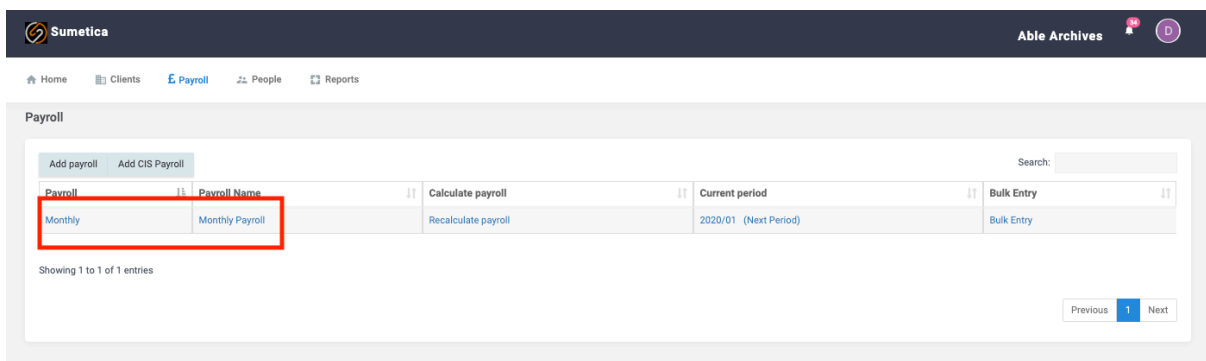 Sumetica
Able Archives 34 D
Home Clients £ Payroll People Reports
Payroll
Add payroll Add CIS Payroll Search:
Payroll Payroll Name Calculate payroll Current period Bulk Entry
Monthly Monthly Payroll Recalculate payroll 2020/01 (Next Period) Bulk Entry
Showing 1 to 1 of 1 entries
Previous 1 Next